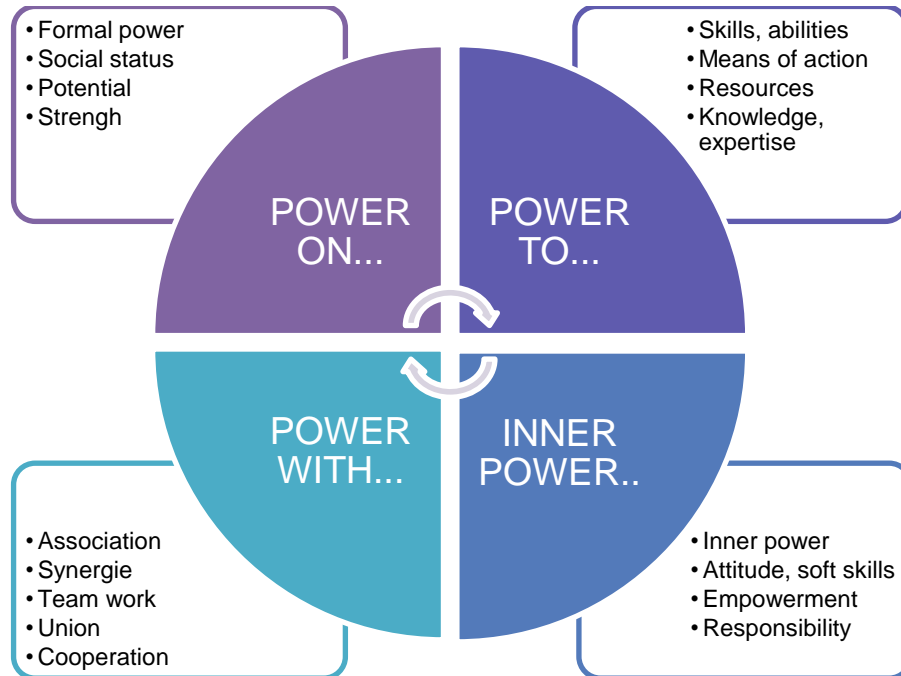 • Formal power
• Social status
• Potential
• Strengh
• Skills, abilities
• Means of action
• Resources
• Knowledge,
expertise
POWER
ON...
POWER
TO...
POWER
WITH...
INNER
POWER..
• Association
• Synergie
• Team work
• Union
• Cooperation
• Inner power
• Attitude, soft skills
• Empowerment
• Responsibility